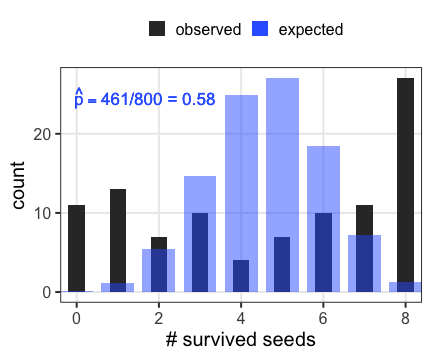 observed expected
p̂ = 461/800 = 0.58
count
20
10
0
0 2 4 6 8
# survived seeds